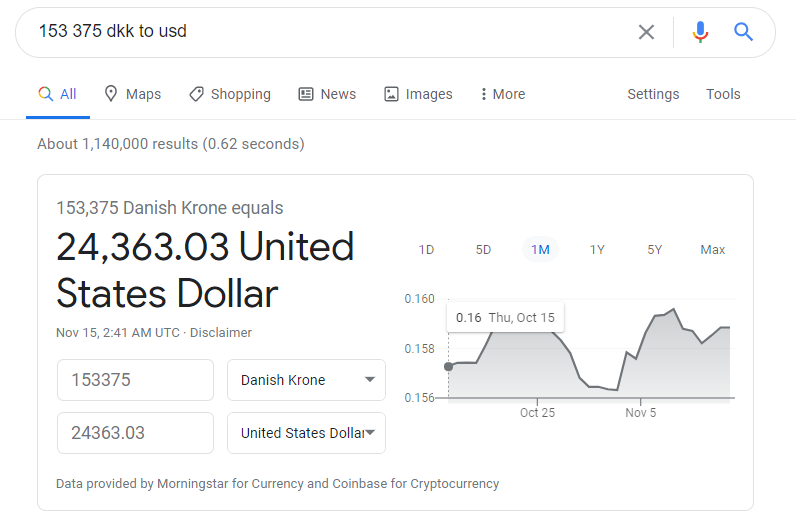 153 375 dkk to usd
All Maps Shopping News Images More Settings Tools
About 1,140,000 results (0.62 seconds)
153,375 Danish Krone equals
24,363.03 United
States Dollar
Nov 15, 2:41 AM UTC · Disclaimer
153375 Danish Krone
24363.03 United States Dollar
1D 5D 1M 1Y 5Y Max
0.160
0.16 Thu, Oct 15
0.158
0.156
Oct 25 Nov 5
Data provided by Morningstar for Currency and Coinbase for Cryptocurrency